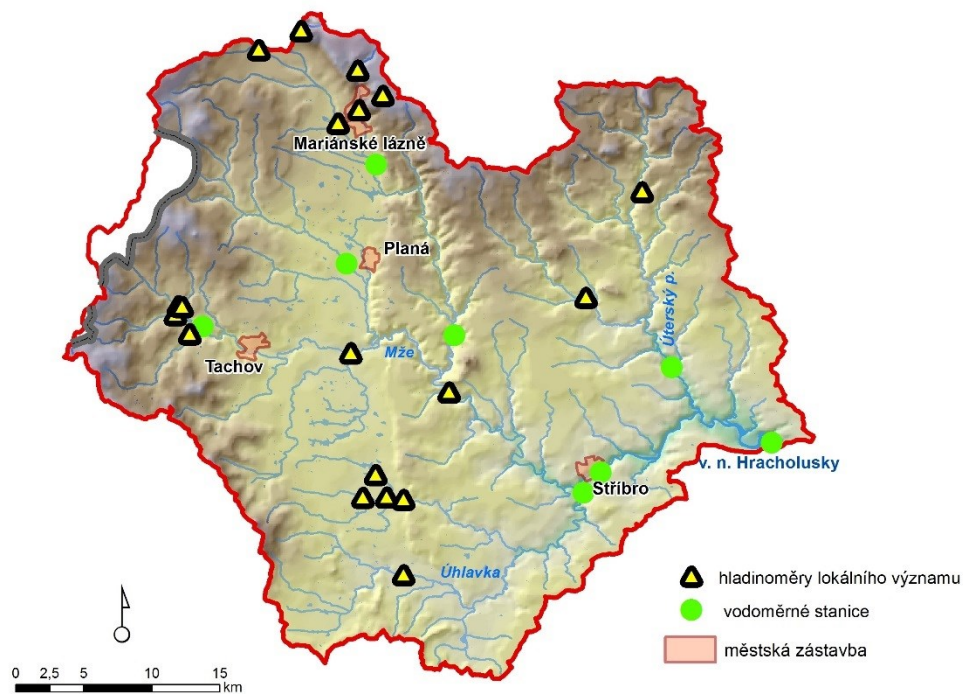 Mariánské lázně
Planá
Úterský p.
Mže
Tachov
v. n. Hracholusky
Stříbro
Úhlavka
hladinoměry lokálního významu
vodoměrné stanice
městská zástavba
0 2,5 5 10 15
km